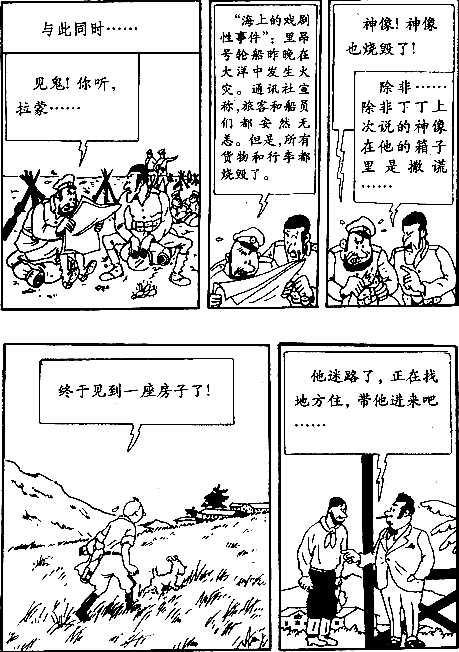 与此同时……
见鬼！你听，
拉蒙……
“海上的戏剧
性事件”：里昂
号轮船昨晚在
大洋中发生火
灾。通讯社宣
称，旅客和船员
们都安然无
恙。但是，所有
货物和行李都
烧毁了。
神像！神像
也烧毁了！
除非……
除非丁丁上
次说的神像
在他的箱子
里是撒谎
……
终于见到一座房子了！
他迷路了，正在找
地方住，带他进来吧
……